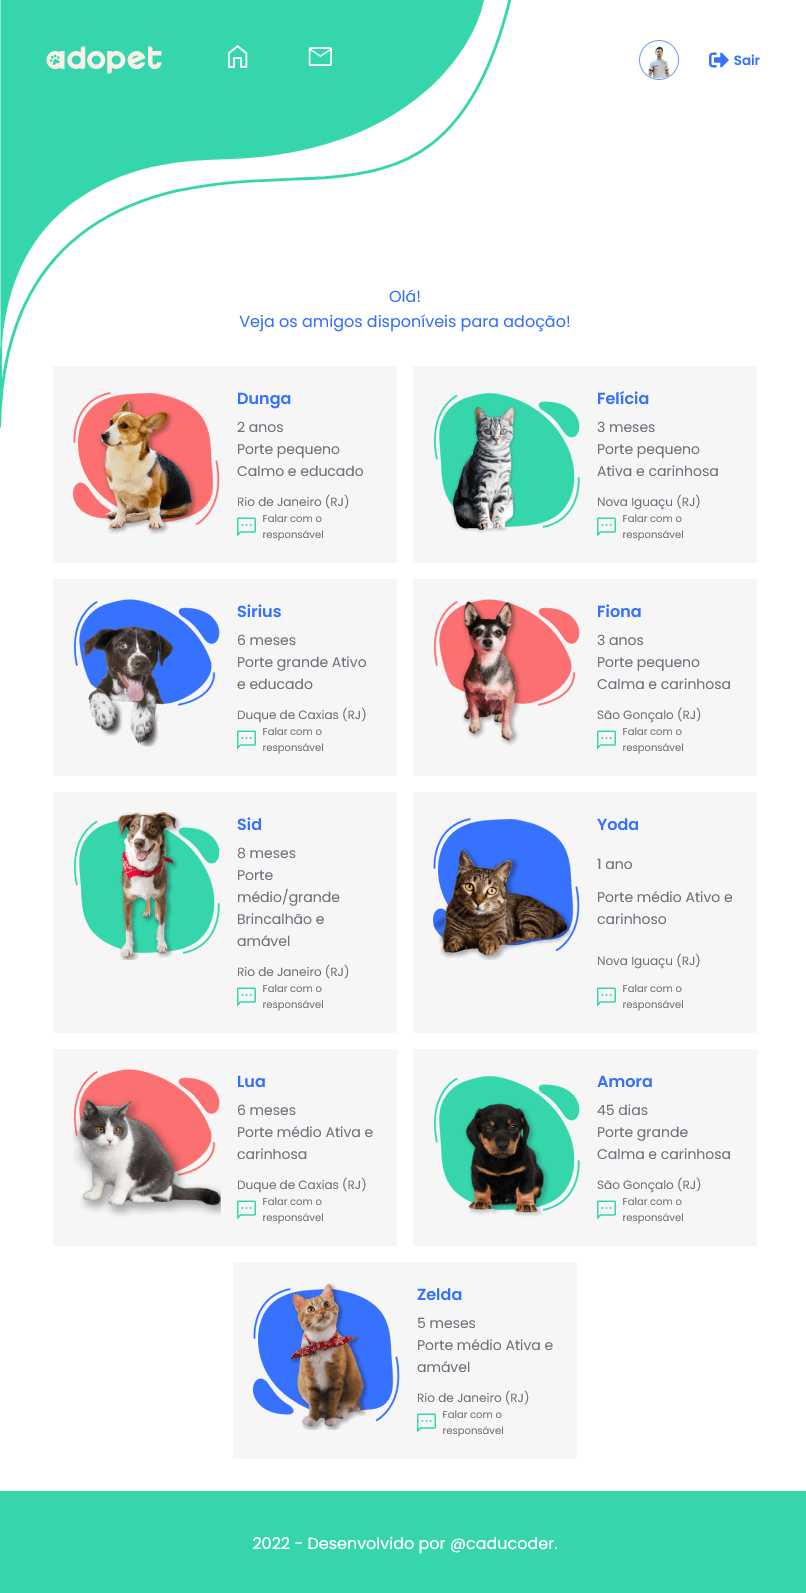 adopet
Sair
Olá!
Veja os amigos disponíveis para adoção!
Dunga
2 anos
Porte pequeno
Calmo e educado
Rio de Janeiro (RJ)
Falar com o
responsável
Felícia
3 meses
Porte pequeno
Ativa e carinhosa
Nova Iguaçu (RJ)
Falar com o
responsável
Sirius
6 meses
Porte grande Ativo
e educado
Duque de Caxias (RJ)
Falar com o
responsável
Fiona
3 anos
Porte pequeno
Calma e carinhosa
São Gonçalo (RJ)
Falar com o
responsável
Sid
8 meses
Porte
médio/grande
Brincalhão e
amável
Rio de Janeiro (RJ)
Falar com o
responsável
Yoda
1 ano
Porte médio Ativo e
carinhoso
Nova Iguaçu (RJ)
Falar com o
responsável
Lua
6 meses
Porte médio Ativa e
carinhosa
Duque de Caxias (RJ)
Falar com o
responsável
Amora
45 dias
Porte grande
Calma e carinhosa
São Gonçalo (RJ)
Falar com o
responsável
Zelda
5 meses
Porte médio Ativa e
amável
Rio de Janeiro (RJ)
Falar com o
responsável
2022 - Desenvolvido por @caducoder.